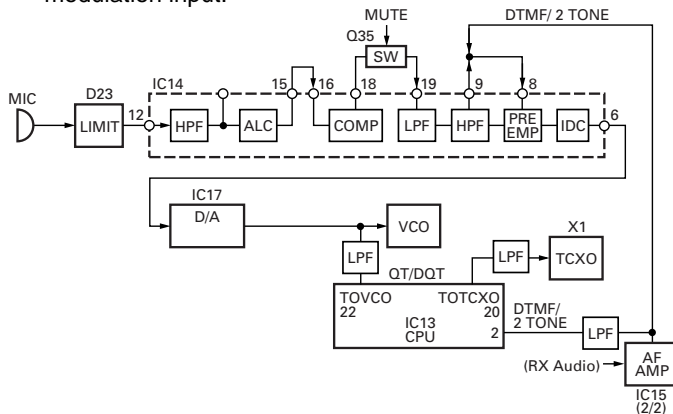 modulation input.
MUTE
DTMF/ 2 TONE
Q35
SW
IC14
D23
MIC
LIMIT
12
15
16
18
19
9
8
6
HPF
ALC
COMP
LPF
HPF
PRE
EMP
IDC
IC17
D/A
VCO
X1
LPF
QT/DQT
LPF
TCXO
TOVCO
22
TOTCXO
20
DTMF/
2 TONE
2
IC13
CPU
LPF
(RX Audio)
AF
AMP
IC15
(2/2)